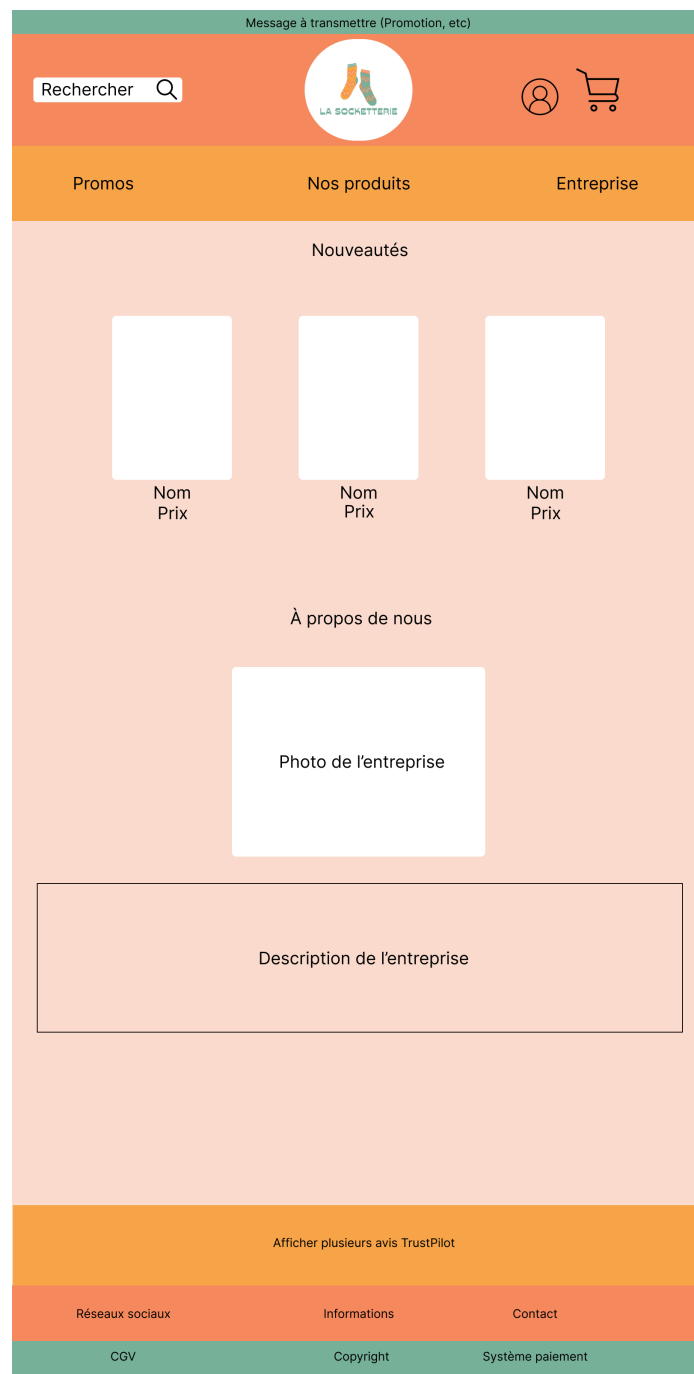 Message à transmettre (Promotion, etc)
Rechercher
LA SOCKETTERIE
Promos
Nos produits
Entreprise
Nouveautés
Nom
Prix
Nom
Prix
Nom
Prix
À propos de nous
Photo de l’entreprise
Description de l’entreprise
Afficher plusieurs avis TrustPilot
Réseaux sociaux
Informations
Contact
CGV
Copyright
Système paiement